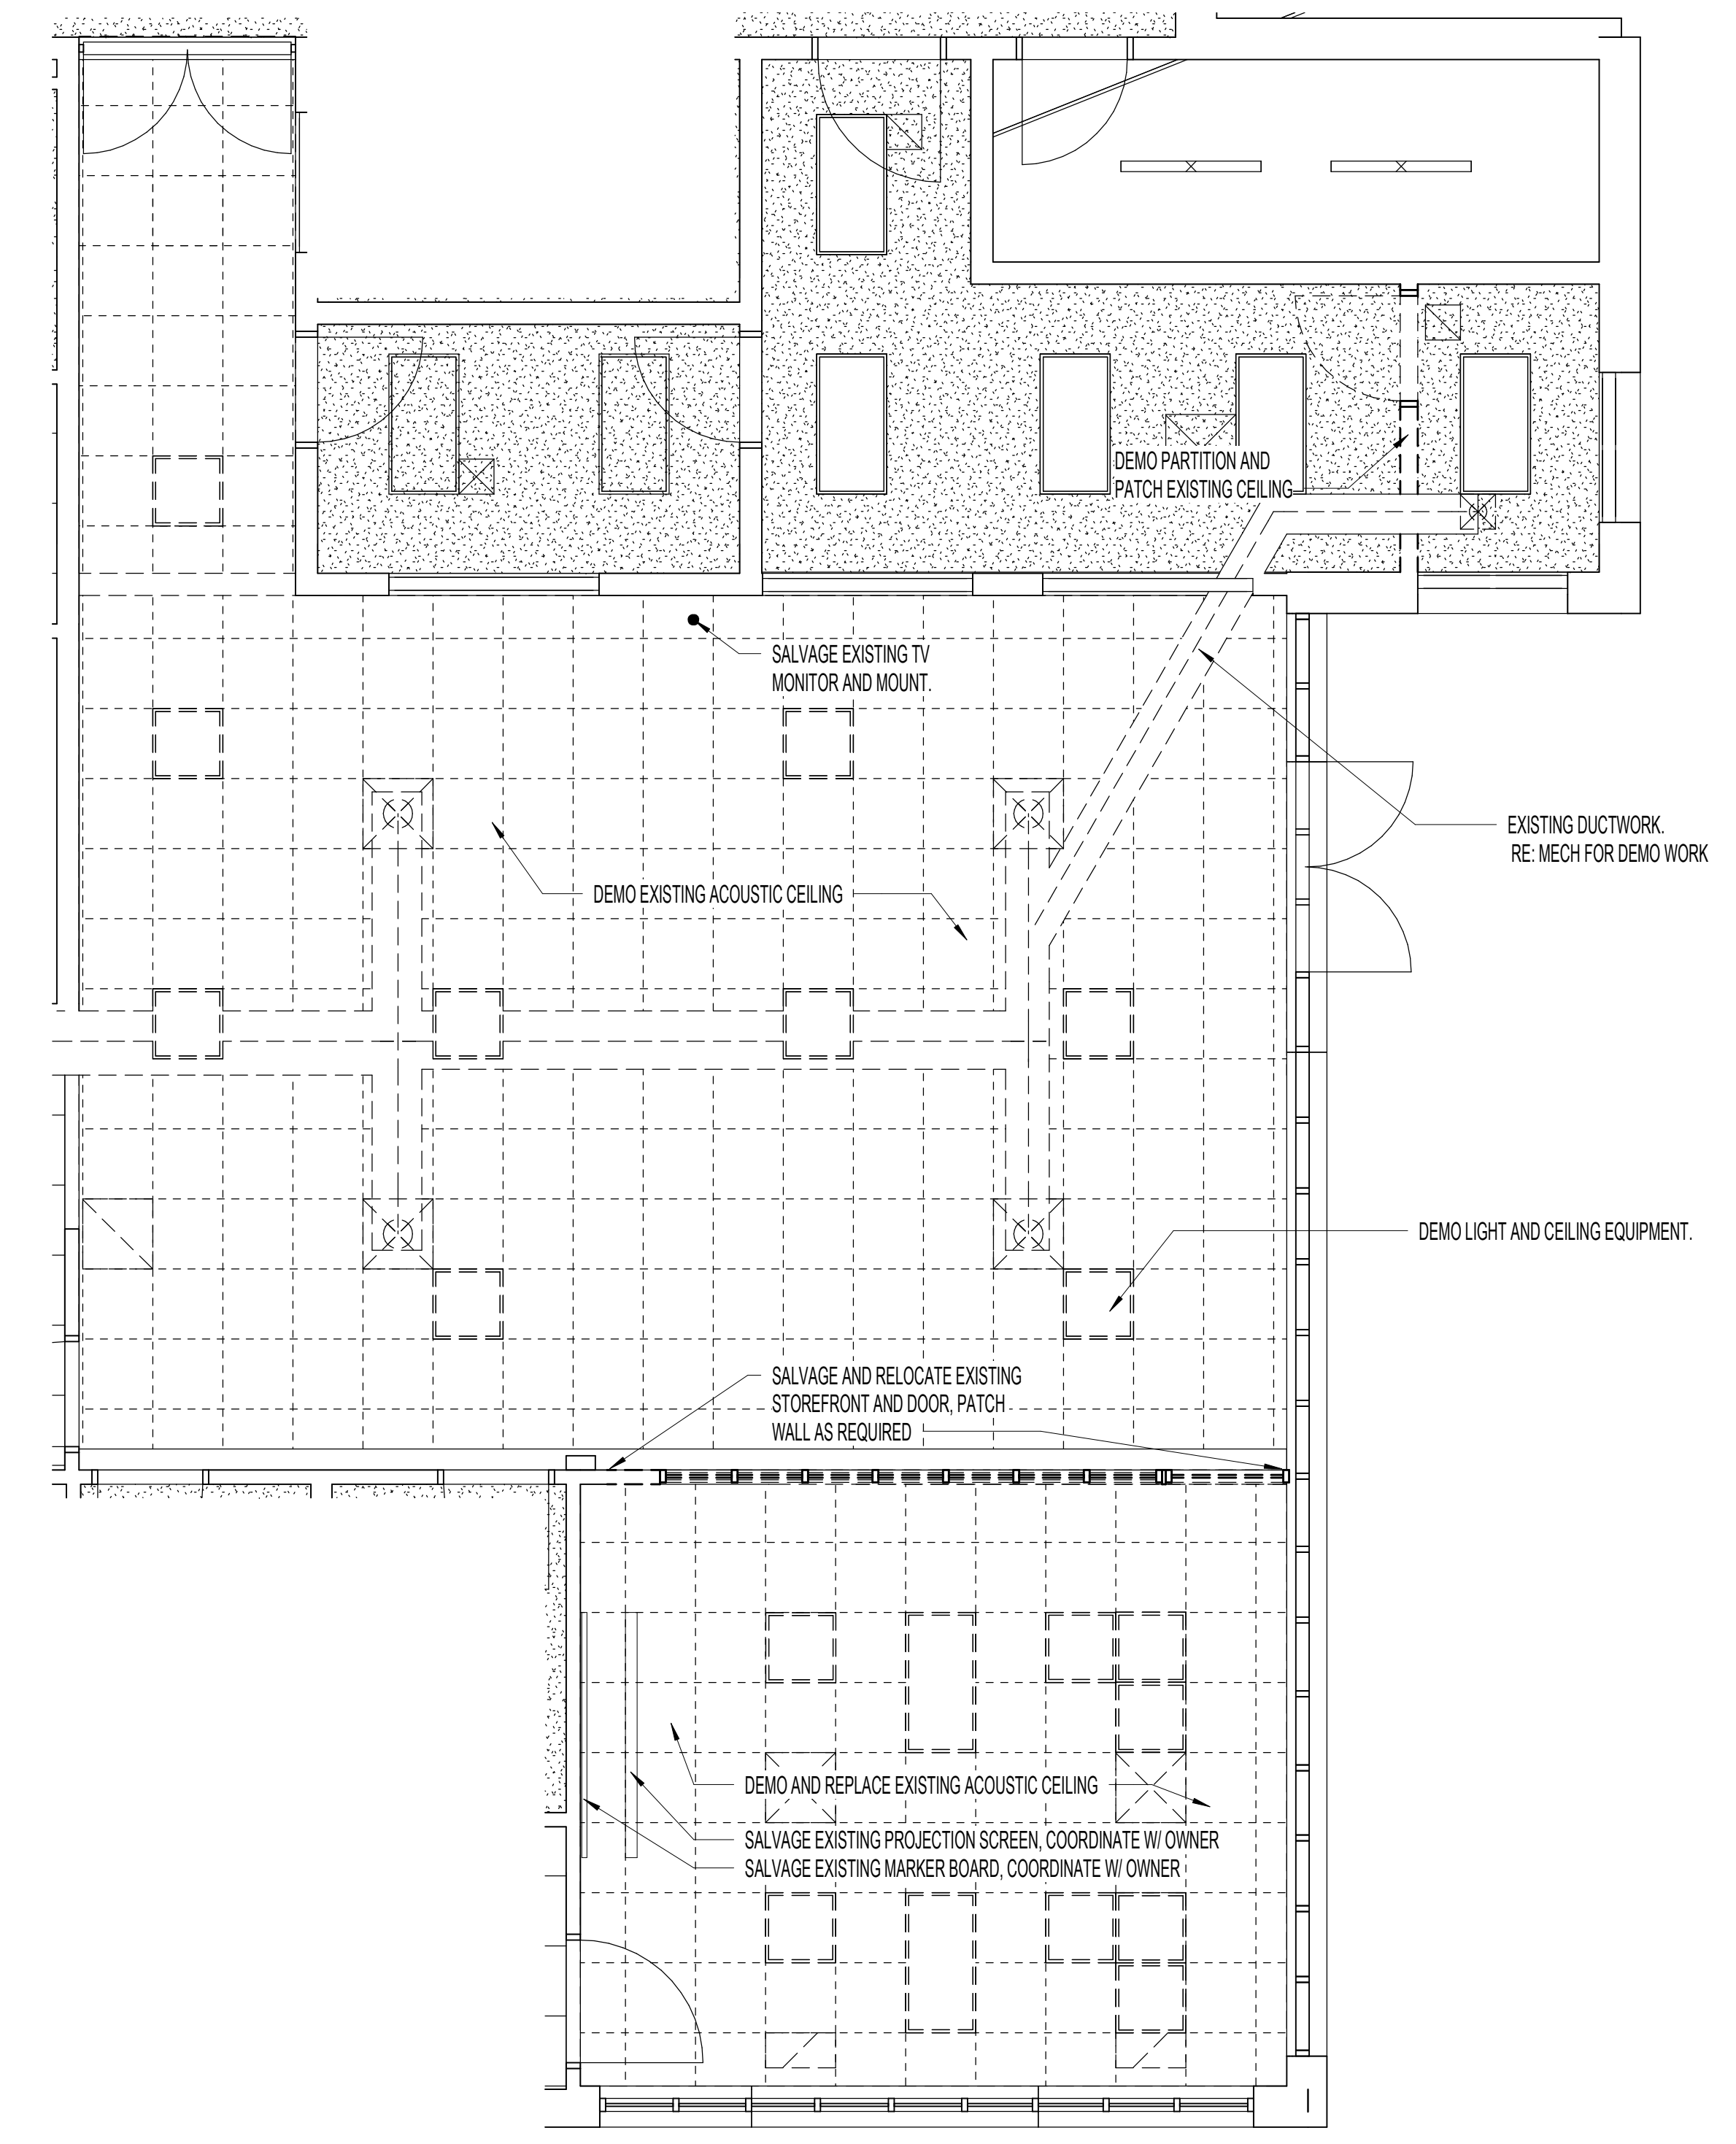 DEMO PARTITION AND
PATCH EXISTING CEILING
SALVAGE EXISTING TV
MONITOR AND MOUNT.
EXISTING DUCTWORK.
RE: MECH FOR DEMO WORK
DEMO EXISTING ACOUSTIC CEILING
DEMO LIGHT AND CEILING EQUIPMENT.
SALVAGE AND RELOCATE EXISTING
STOREFRONT AND DOOR, PATCH
WALL AS REQUIRED
DEMO AND REPLACE EXISTING ACOUSTIC CEILING
SALVAGE EXISTING PROJECTION SCREEN, COORDINATE W/ OWNER
SALVAGE EXISTING MARKER BOARD, COORDINATE W/ OWNER